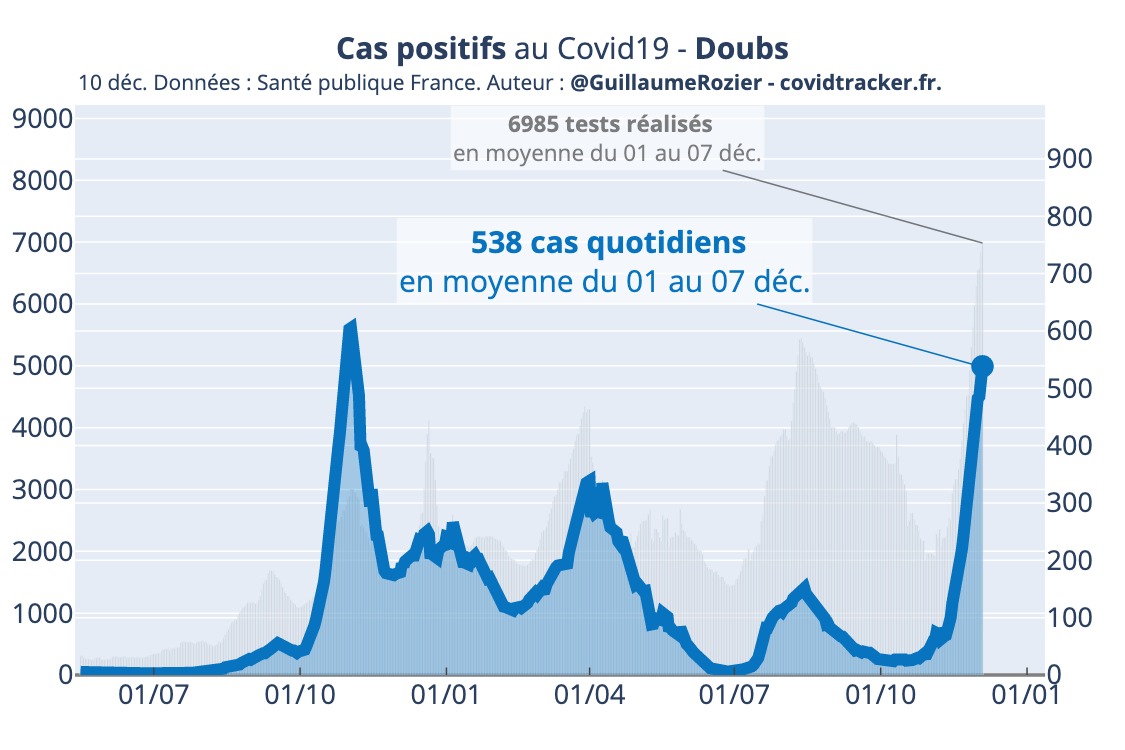 Cas positifs au Covid19 - Doubs
10 déc. Données : Santé publique France. Auteur : @GuillaumeRozier - covidtracker.fr.
9000
8000
7000
6000
5000
4000
3000
2000
1000
0
6985 tests réalisés
en moyenne du 01 au 07 déc.
538 cas quotidiens
en moyenne du 01 au 07 déc.
900
800
700
600
500
400
300
200
100
0
01/07 01/10 01/01 01/04 01/07 01/10 01/01